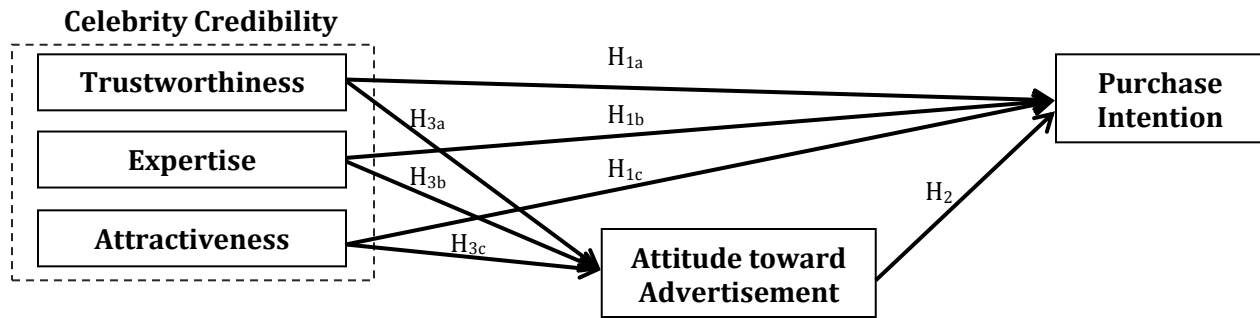 Celebrity Credibility
Trustworthiness
Expertise
Attractiveness
H1a
H3a
H1b
H3b
H1c
H3c
H2
Attitude toward
Advertisement
Purchase
Intention